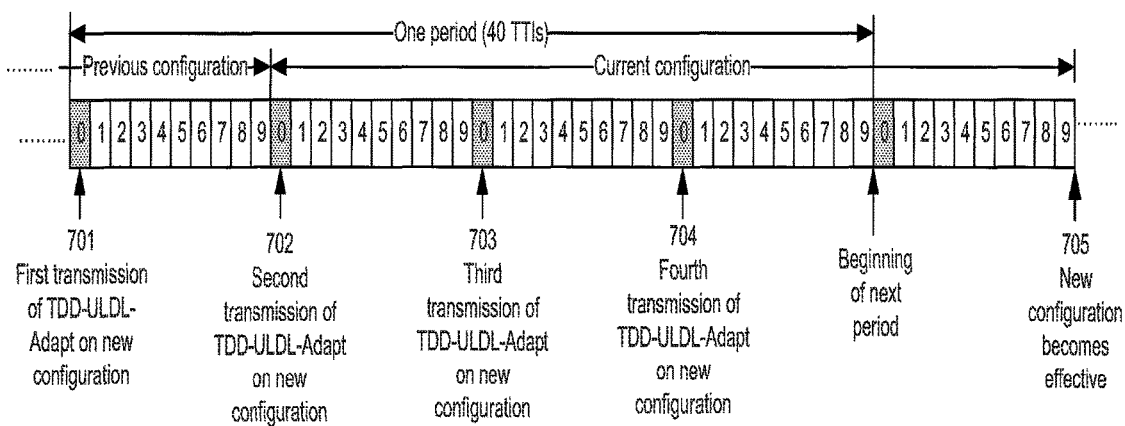 One period (40 TTIs)
......... Previous configuration Current configuration
......... 0 1 2 3 4 5 6 7 8 9 0 1 2 3 4 5 6 7 8 9 0 1 2 3 4 5 6 7 8 9 0 1 2 3 4 5 6 7 8 9 0 1 2 3 4 5 6 7 8 9 .........
701
First transmission
of TDD-ULDL-
Adapt on new
configuration
702
Second
transmission of
TDD-ULDL-Adapt
on new
configuration
703
Third
transmission of
TDD-ULDL-Adapt
on new
configuration
704
Fourth
transmission of
TDD-ULDL-Adapt
on new
configuration
Beginning
of next
period
705
New
configuration
becomes
effective